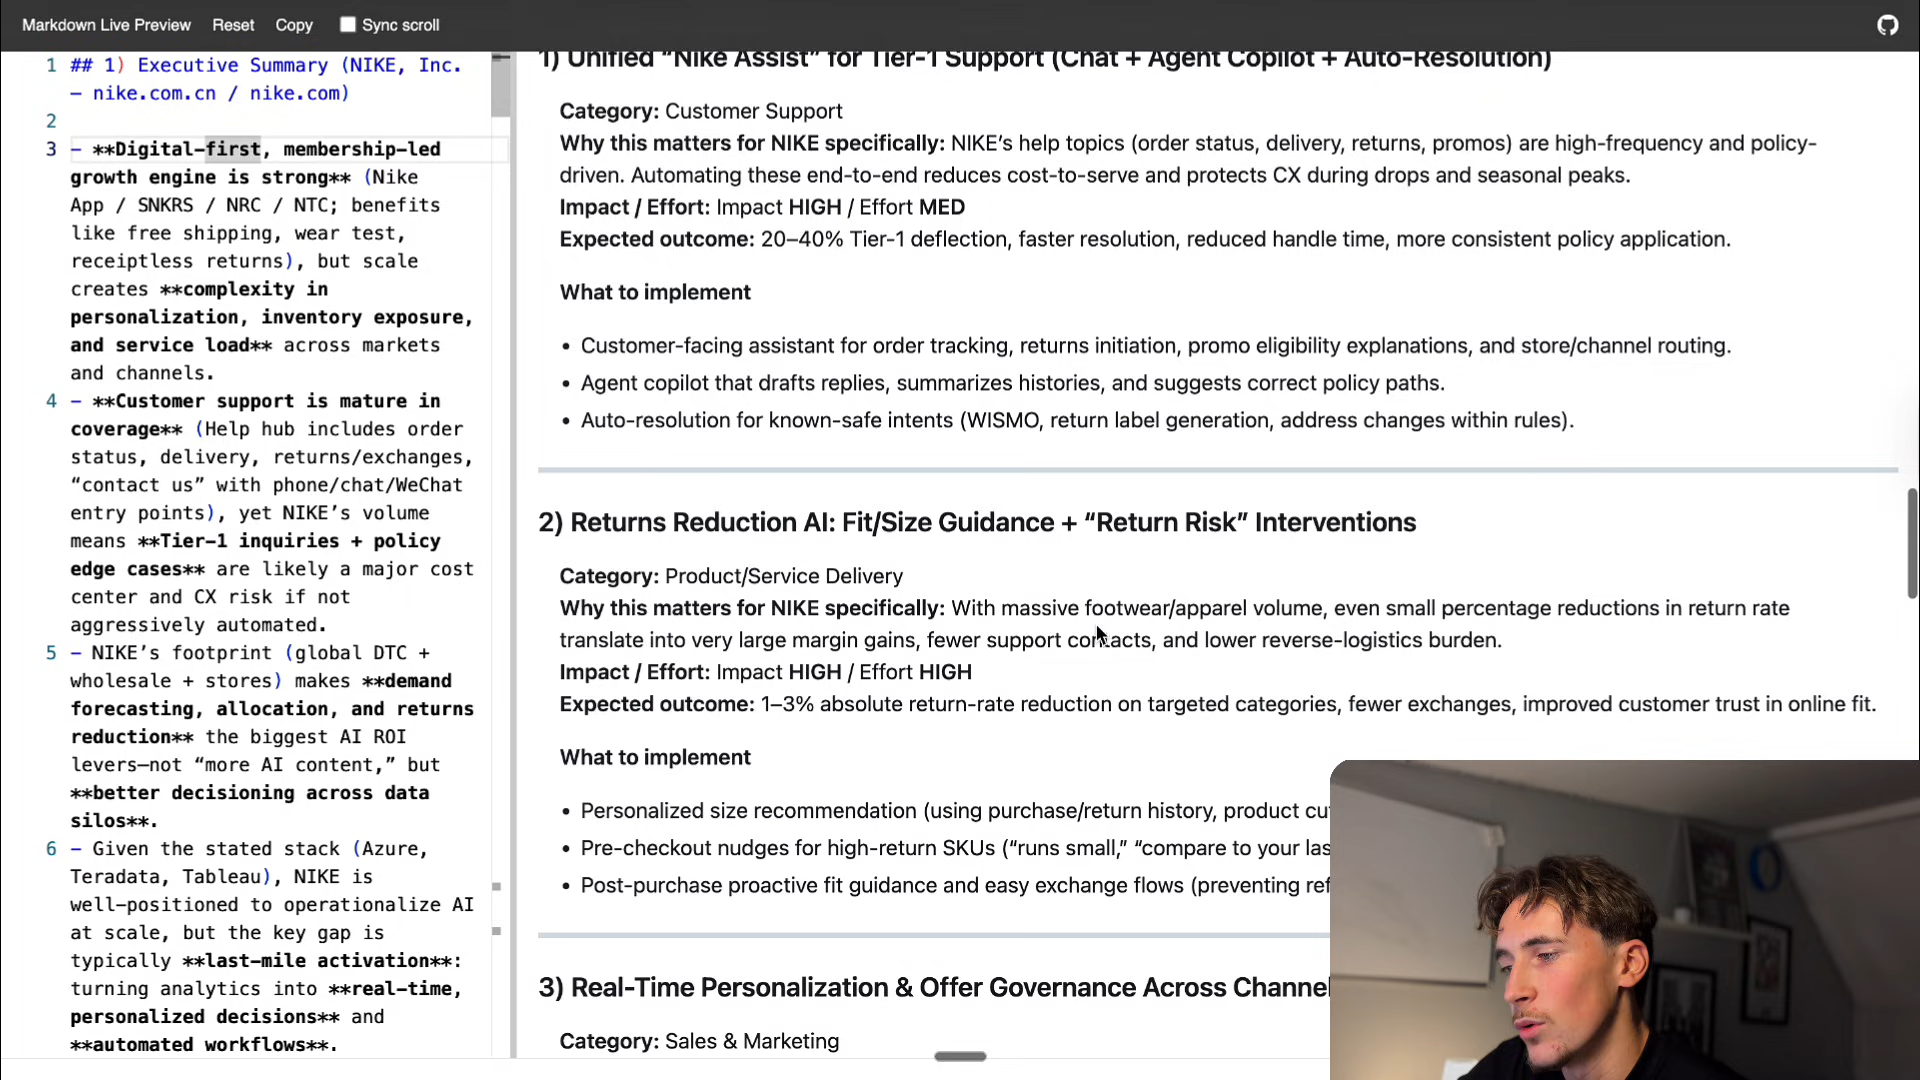 Markdown Live Preview Reset Copy Sync scroll
1 ## 1) Executive Summary (NIKE, Inc.
– nike.com.cn / nike.com)
2
3 - **Digital-first, membership-led
growth engine is strong** (Nike
App / SNKRS / NRC / NTC; benefits
like free shipping, wear test,
receiptless returns), but scale
creates **complexity in
personalization, inventory exposure,
and service load** across markets
and channels.
4 - **Customer support is mature in
coverage** (Help hub includes order
status, delivery, returns/exchanges,
“contact us” with phone/chat/WeChat
entry points), yet NIKE’s volume
means **Tier-1 inquiries + policy
edge cases** are likely a major cost
center and CX risk if not
aggressively automated.
5 - NIKE’s footprint (global DTC +
wholesale + stores) makes **demand
forecasting, allocation, and returns
reduction** the biggest AI ROI
levers—not “more AI content,” but
**better decisioning across data
silos**.
6 - Given the stated stack (Azure,
Teradata, Tableau), NIKE is
well-positioned to operationalize AI
at scale, but the key gap is
typically **last-mile activation**:
turning analytics into **real-time,
personalized decisions** and
**automated workflows**.
1) Unified “Nike Assist” for Tier-1 Support (Chat + Agent Copilot + Auto-Resolution)
Category: Customer Support
Why this matters for NIKE specifically: NIKE’s help topics (order status, delivery, returns, promos) are high-frequency and policy-
driven. Automating these end-to-end reduces cost-to-serve and protects CX during drops and seasonal peaks.
Impact / Effort: Impact HIGH / Effort MED
Expected outcome: 20–40% Tier-1 deflection, faster resolution, reduced handle time, more consistent policy application.
What to implement
• Customer-facing assistant for order tracking, returns initiation, promo eligibility explanations, and store/channel routing.
• Agent copilot that drafts replies, summarizes histories, and suggests correct policy paths.
• Auto-resolution for known-safe intents (WISMO, return label generation, address changes within rules).
2) Returns Reduction AI: Fit/Size Guidance + “Return Risk” Interventions
Category: Product/Service Delivery
Why this matters for NIKE specifically: With massive footwear/apparel volume, even small percentage reductions in return rate
translate into very large margin gains, fewer support contacts, and lower reverse-logistics burden.
Impact / Effort: Impact HIGH / Effort HIGH
Expected outcome: 1–3% absolute return-rate reduction on targeted categories, fewer exchanges, improved customer trust in online fit.
What to implement
• Personalized size recommendation (using purchase/return history, product
• Pre-checkout nudges for high-return SKUs (“runs small,” “compare to your
• Post-purchase proactive fit guidance and easy exchange flows (preventing
3) Real-Time Personalization & Offer Governance Across
Category: Sales & Marketing